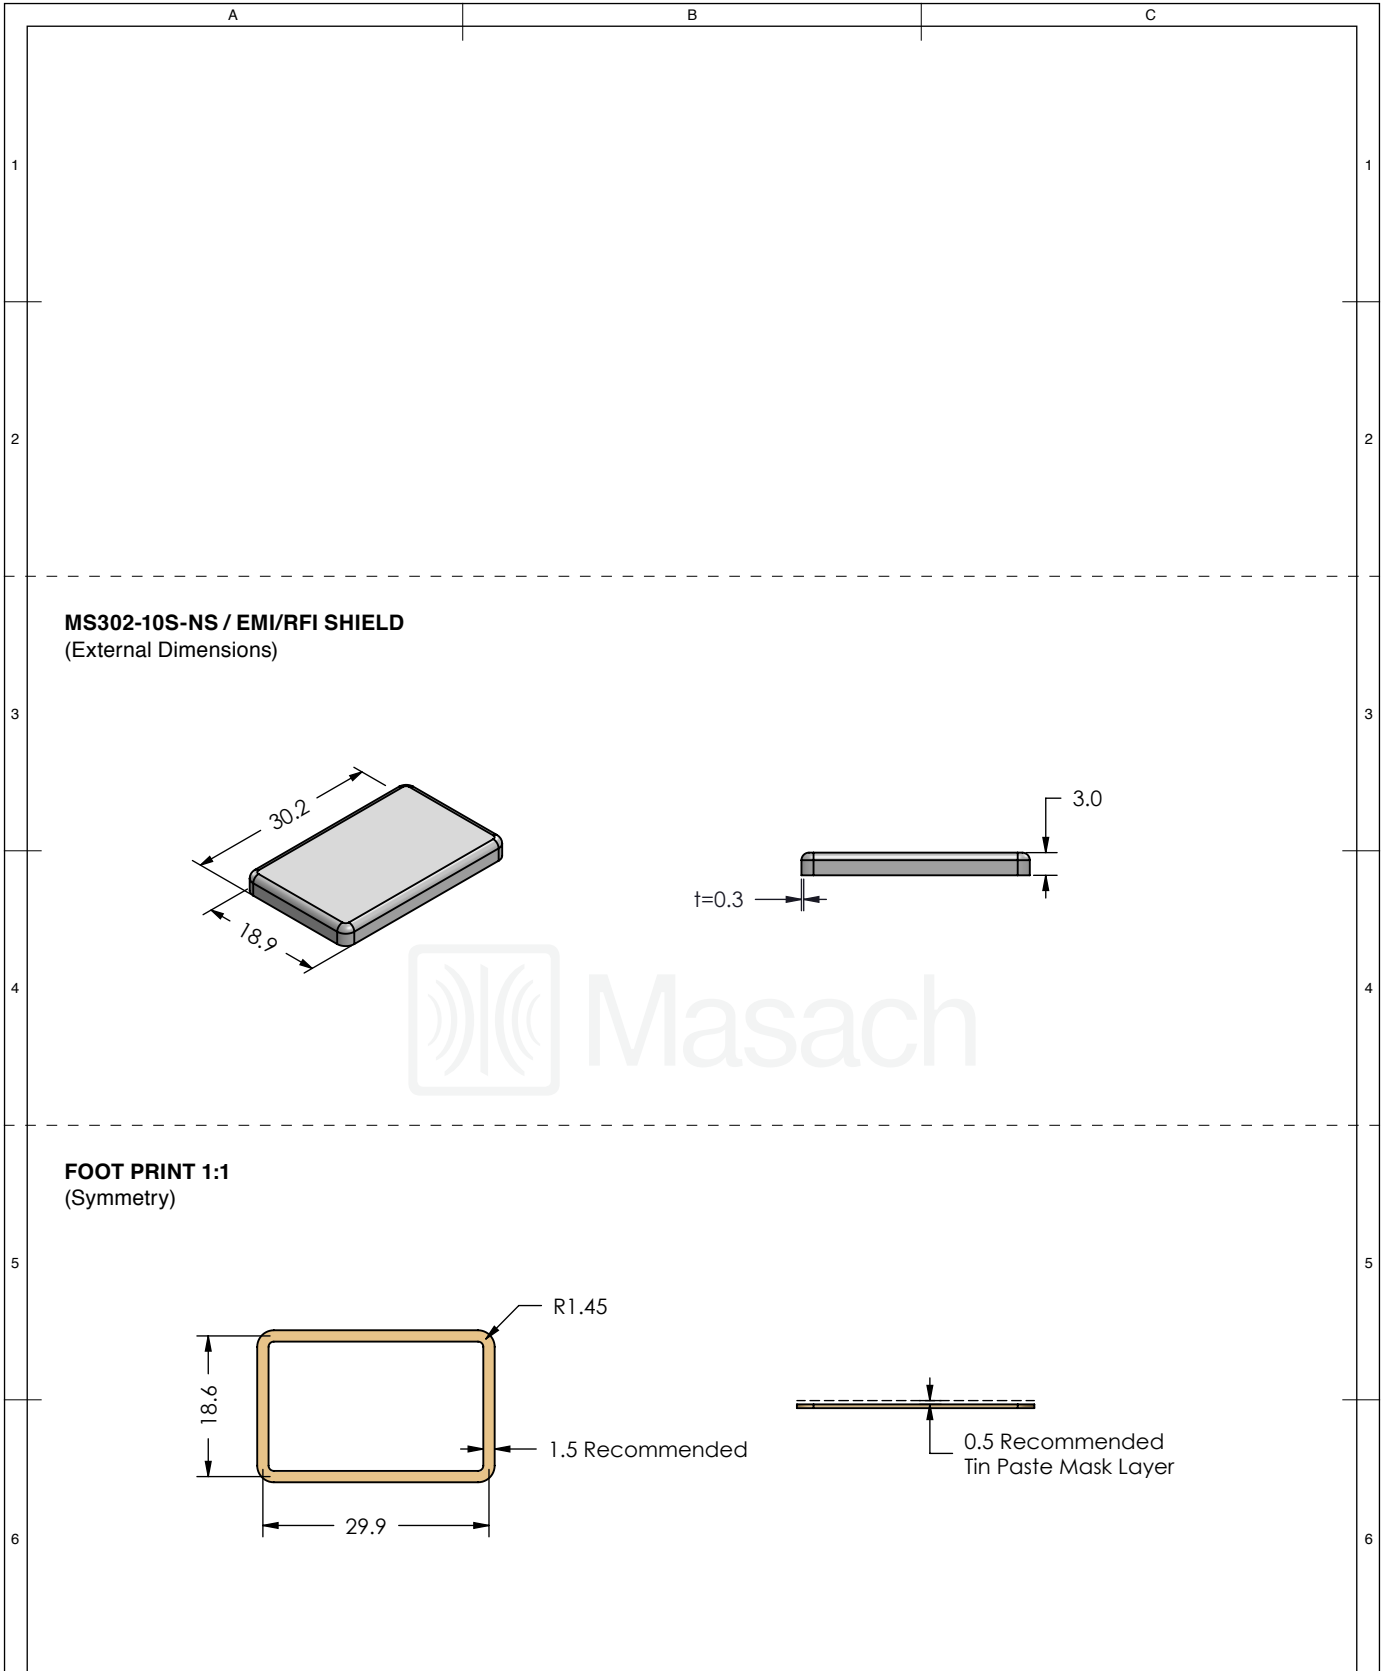 A B C
1 1
2 2
MS302-10S-NS / EMI/RFI SHIELD
(External Dimensions)
3 3
30.2
3.0
t=0.3
18.9
4 4
Masach
FOOT PRINT 1:1
(Symmetry)
5 5
R1.45
18.6
1.5 Recommended
0.5 Recommended
Tin Paste Mask Layer
29.9
6 6